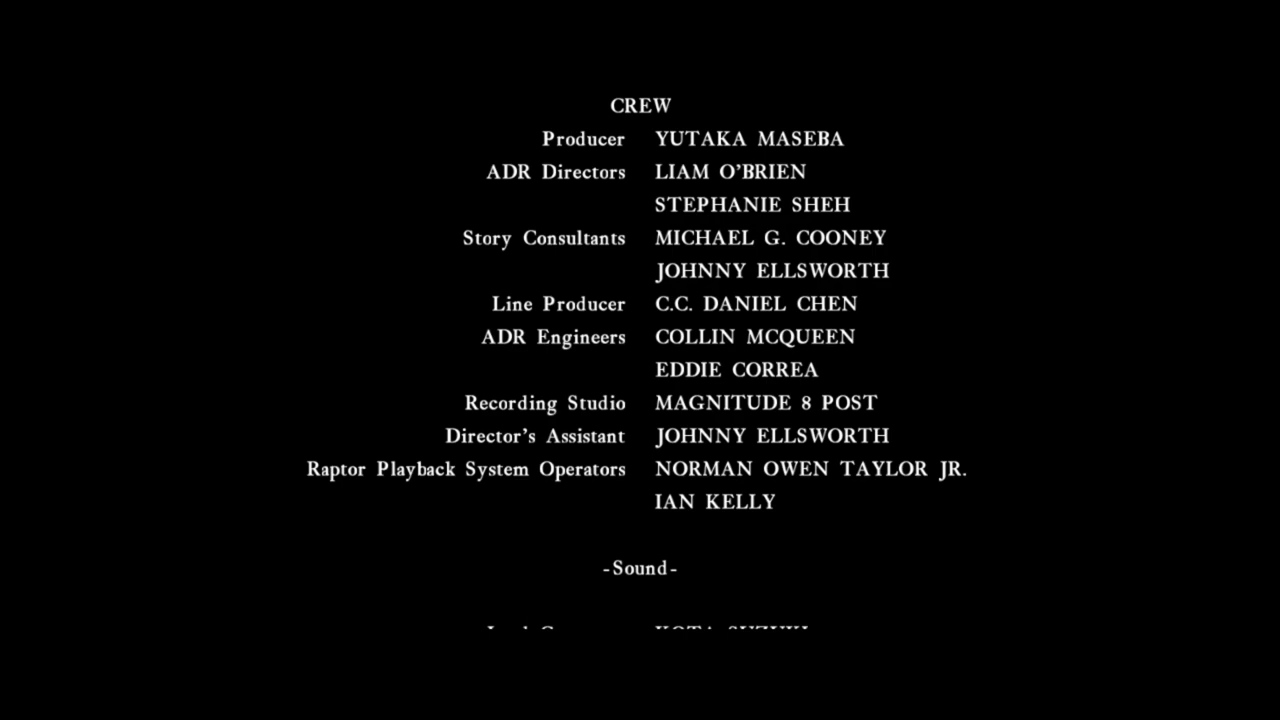 CREW
Producer YUTAKA MASEBA
ADR Directors LIAM O'BRIEN
STEPHANIE SHEH
Story Consultants MICHAEL G. COONEY
JOHNNY ELLSWORTH
Line Producer C.C. DANIEL CHEN
ADR Engineers COLLIN MCQUEEN
EDDIE CORREA
Recording Studio MAGNITUDE 8 POST
Director's Assistant JOHNNY ELLSWORTH
Raptor Playback System Operators NORMAN OWEN TAYLOR JR.
IAN KELLY
-Sound-